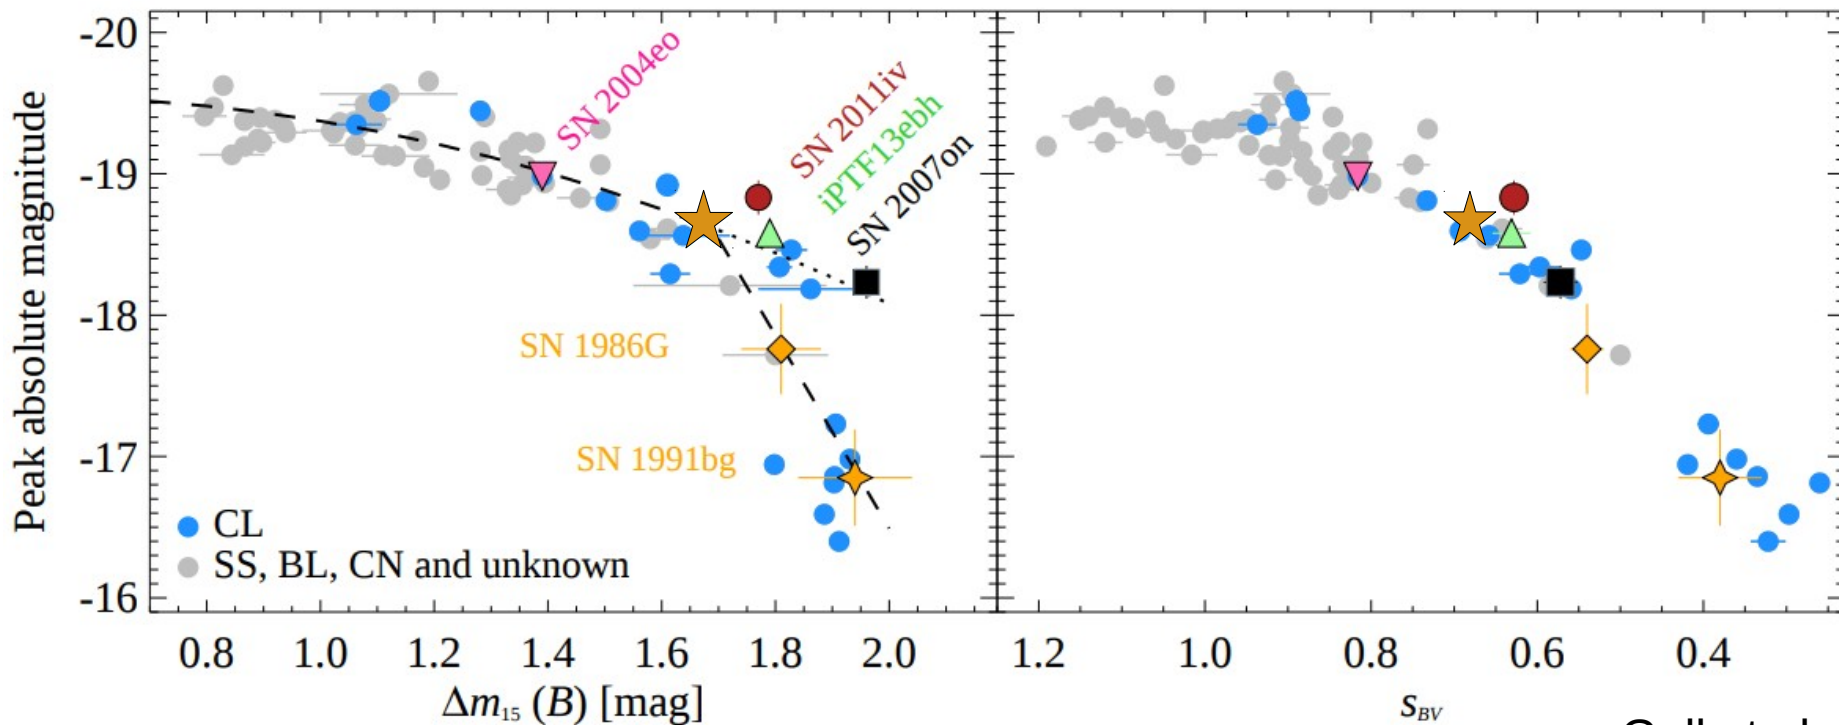 Peak absolute magnitude
-20
-19
-18
-17
-16
SN 2004eo
SN 2011iv
iPTF13ebh
SN 2007on
SN 1986G
SN 1991bg
CL
SS, BL, CN and unknown
0.8 1.0 1.2 1.4 1.6 1.8 2.0
Δm₁₅ (B) [mag]
1.2 1.0 0.8 0.6 0.4
s_BV